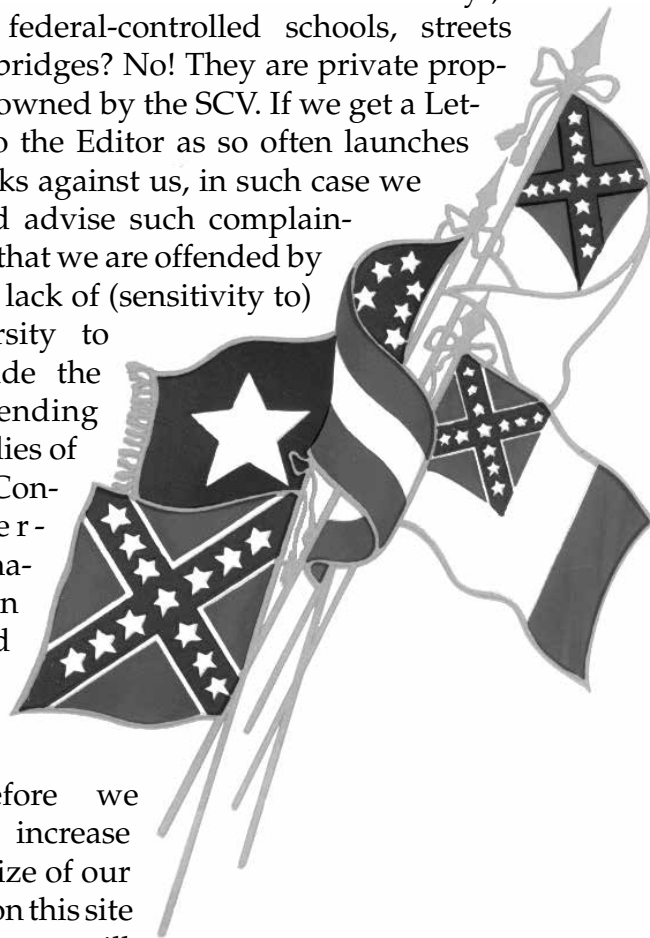 federal-controlled schools, streets
bridges? No! They are private prop-
owned by the SCV. If we get a Let-
o the Editor as so often launches
ks against us, in such case we
d advise such complain-
that we are offended by
lack of (sensitivity to)
rsity to
de the
ending
lies of
Con-
er-
na-
n
d
efore we
increase
ize of our
on this site